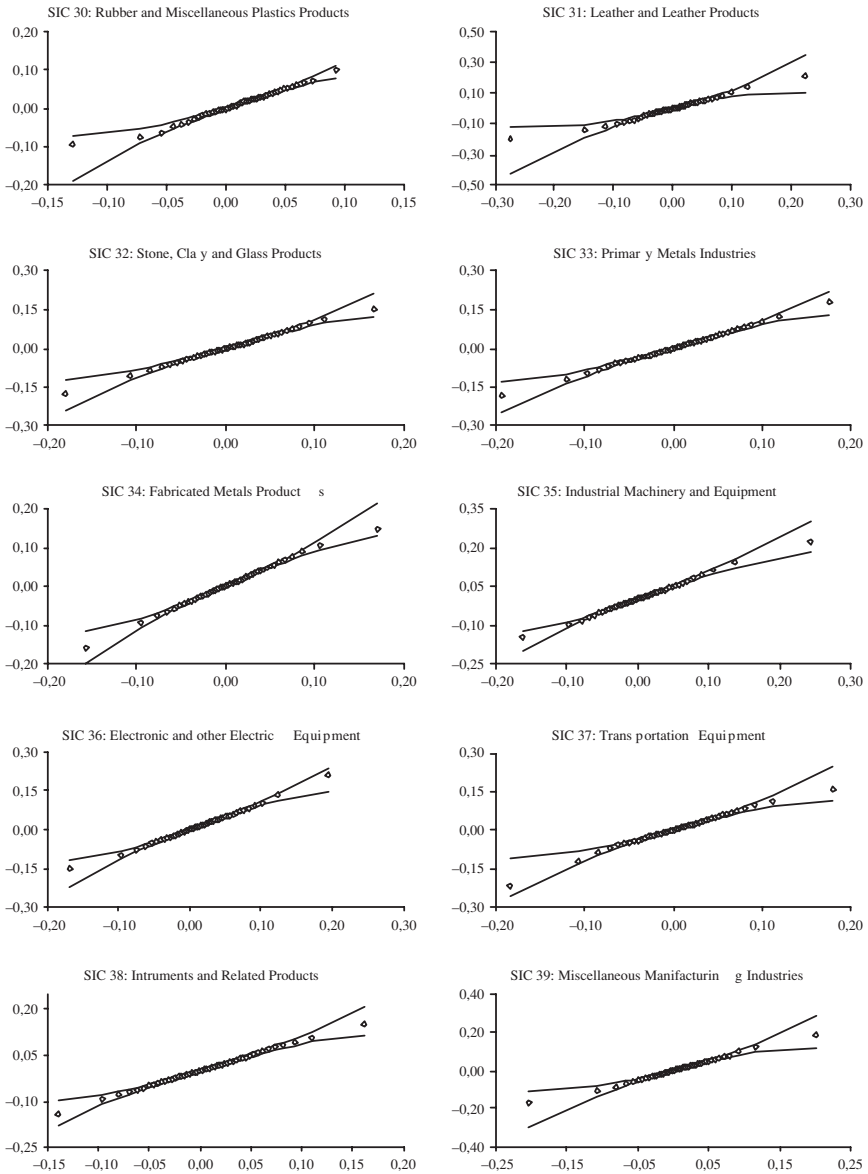 SIC 30: Rubber and Miscellaneous Plastics Products
0,20
0,10
0,00
–0,10
0,20
–0,15 –0,10 –0,05 0,00 0,05 0,10 0,15
SIC 31: Leather and Leather Products
0,50
0,30
0,10
–0,10
–0,30
–0,50
–0,30 –0,20 –0,10 0,00 0,10 0,20 0,30
SIC 32: Stone, Cla y and Glass Products
0,30
0,15
0,00
–0,15
–0,30
–0,20 –0,10 0,00 0,10 0,20
SIC 33: Primar y Metals Industries
0,30
0,15
0,00
–0,15
–0,30
–0,20 –0,10 0,00 0,10 0,20
SIC 34: Fabricated Metals Product s
0,20
0,10
0,00
–0,10
–0,20
–0,20 –0,10 0,00 0,10 0,20
SIC 35: Industrial Machinery and Equipment
0,35
0,20
0,05
–0,10
–0,25
–0,20 –0,10 0,00 0,10 0,20 0,30
SIC 36: Electronic and other Electric Equipment
0,30
0,15
0,00
–0,15
–0,30
–0,20 –0,10 0,00 0,10 0,20 0,30
SIC 37: Trans portation Equipment
0,30
0,15
0,00
–0,15
–0,30
–0,20 –0,10 0,00 0,10 0,20
SIC 38: Intruments and Related Products
0,20
0,05
–0,10
–0,25
–0,15 –0,10 –0,05 0,00 0,05 0,10 0,15 0,20
SIC 39: Miscellaneous Manifacturin g Industries
0,40
0,20
0,00
–0,20
–0,40
–0,25 –0,15 –0,05 0,05 0,15 0,25